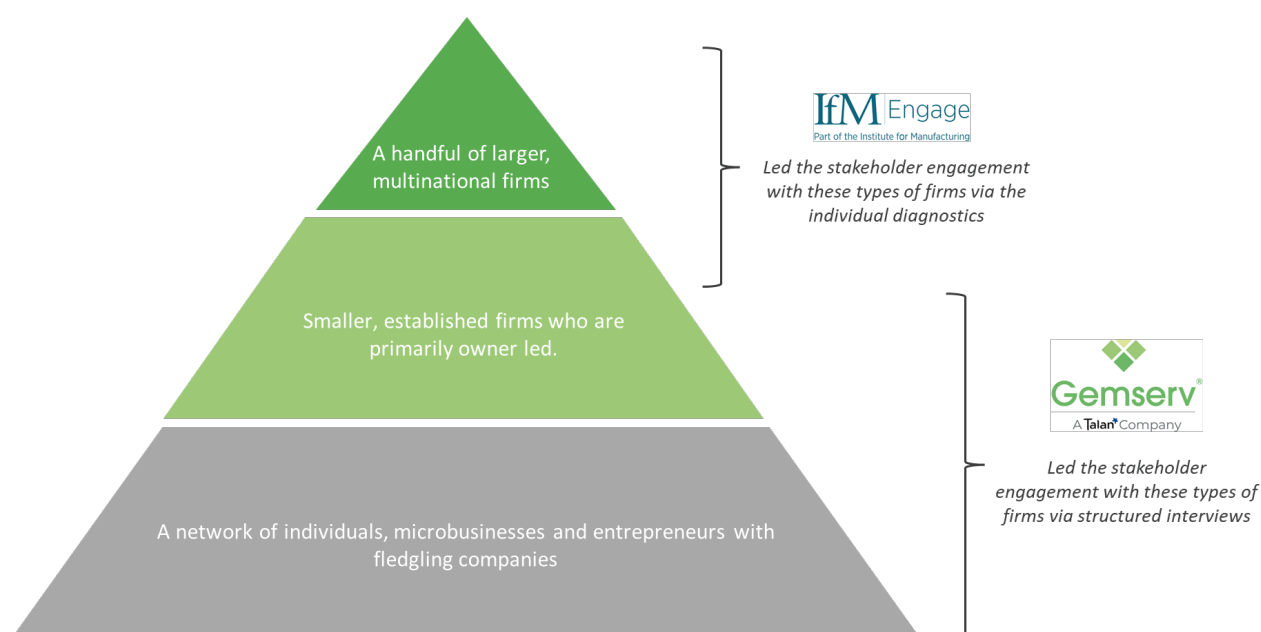 A handful of larger,
multinational firms
Smaller, established firms who are
primarily owner led.
A network of individuals, microbusinesses and entrepreneurs with
fledgling companies
IfM Engage
Part of the Institute for Manufacturing
Led the stakeholder engagement
with these types of firms via the
individual diagnostics
Gemserv®
A Talan Company
Led the stakeholder
engagement with these types of
firms via structured interviews